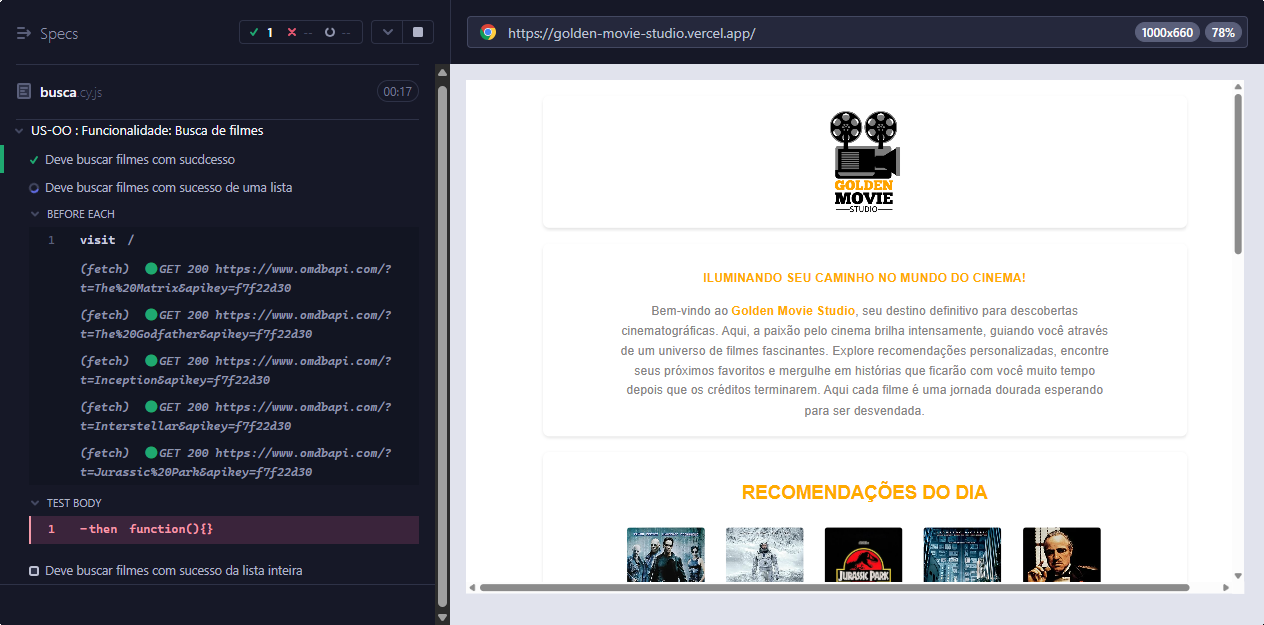 Specs
1 -- --
busca.cy.js
00:17
US-OO : Funcionalidade: Busca de filmes
Deve buscar filmes com sucdcesso
Deve buscar filmes com sucesso de uma lista
BEFORE EACH
1 visit /
(fetch) GET 200 https://www.omdbapi.com/?
t=The%20Matrix&apikey=f7f22d30
(fetch) GET 200 https://www.omdbapi.com/?
t=The%20Godfather&apikey=f7f22d30
(fetch) GET 200 https://www.omdbapi.com/?
t=Inception&apikey=f7f22d30
(fetch) GET 200 https://www.omdbapi.com/?
t=Interstellar&apikey=f7f22d30
(fetch) GET 200 https://www.omdbapi.com/?
t=Jurassic%20Park&apikey=f7f22d30
TEST BODY
1 -then function(){}
Deve buscar filmes com sucesso da lista inteira
https://golden-movie-studio.vercel.app/
1000x660 78%
GOLDEN
MOVIE
STUDIO
ILUMINANDO SEU CAMINHO NO MUNDO DO CINEMA!
Bem-vindo ao Golden Movie Studio, seu destino definitivo para descobertas
cinematográficas. Aqui, a paixão pelo cinema brilha intensamente, guiando você através
de um universo de filmes fascinantes. Explore recomendações personalizadas, encontre
seus próximos favoritos e mergulhe em histórias que ficarão com você muito tempo
depois que os créditos terminarem. Aqui cada filme é uma jornada dourada esperando
para ser desvendada.
RECOMENDAÇÕES DO DIA
JURASSIC PARK